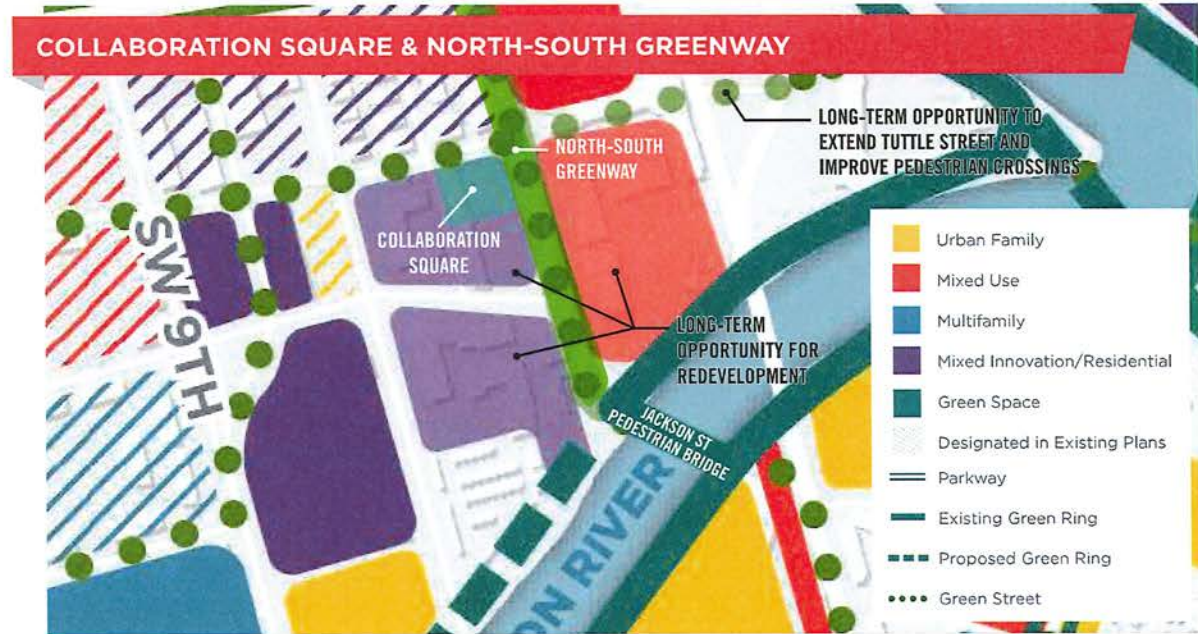 COLLABORATION SQUARE & NORTH-SOUTH GREENWAY
LONG-TERM OPPORTUNITY TO
EXTEND TUTTLE STREET AND
IMPROVE PEDESTRIAN CROSSINGS
NORTH-SOUTH
GREENWAY
COLLABORATION
SQUARE
SW 9TH
LONG-TERM
OPPORTUNITY FOR
REDEVELOPMENT
JACKSON ST
PEDESTRIAN BRIDGE
ON RIVER
Urban Family
Mixed Use
Multifamily
Mixed Innovation/Residential
Green Space
Designated in Existing Plans
Parkway
Existing Green Ring
Proposed Green Ring
Green Street